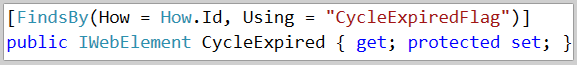 [FindsBy(How = How.Id, Using = "CycleExpiredFlag")]
public IWebElement CycleExpired { get; protected set; }